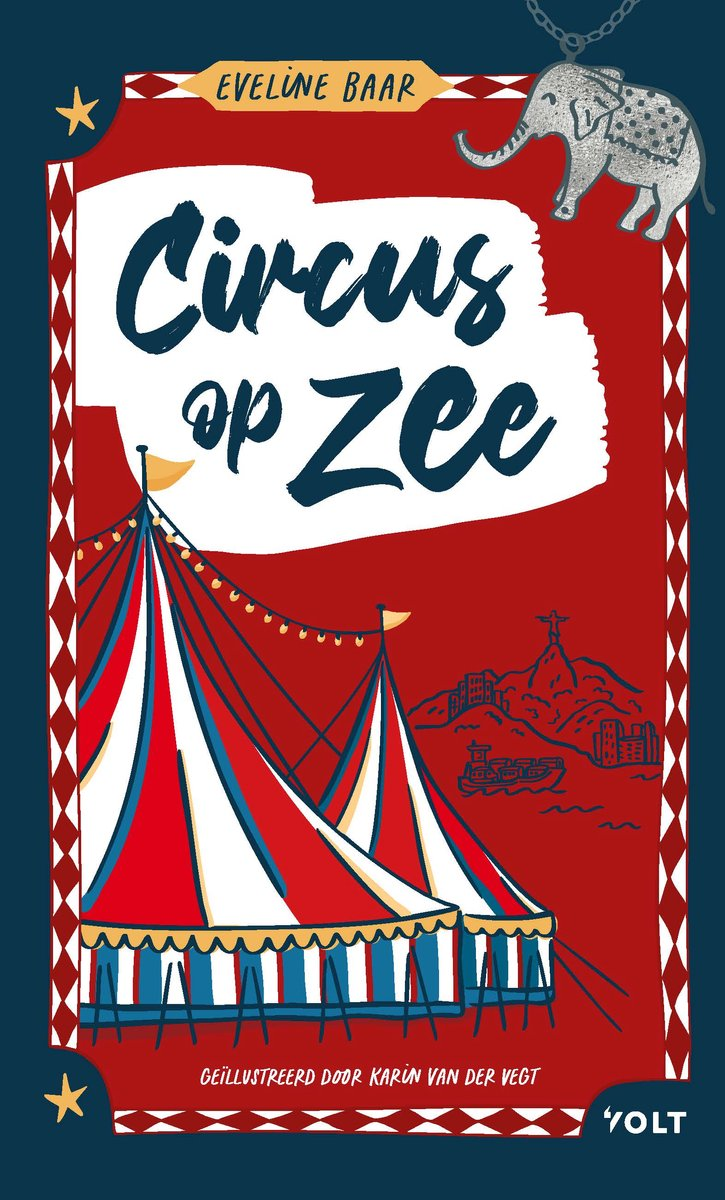 EVELINE BAAR
Circus
op zee
GEÏLLUSTREERD DOOR KARIN VAN DER VEGT
VOLT